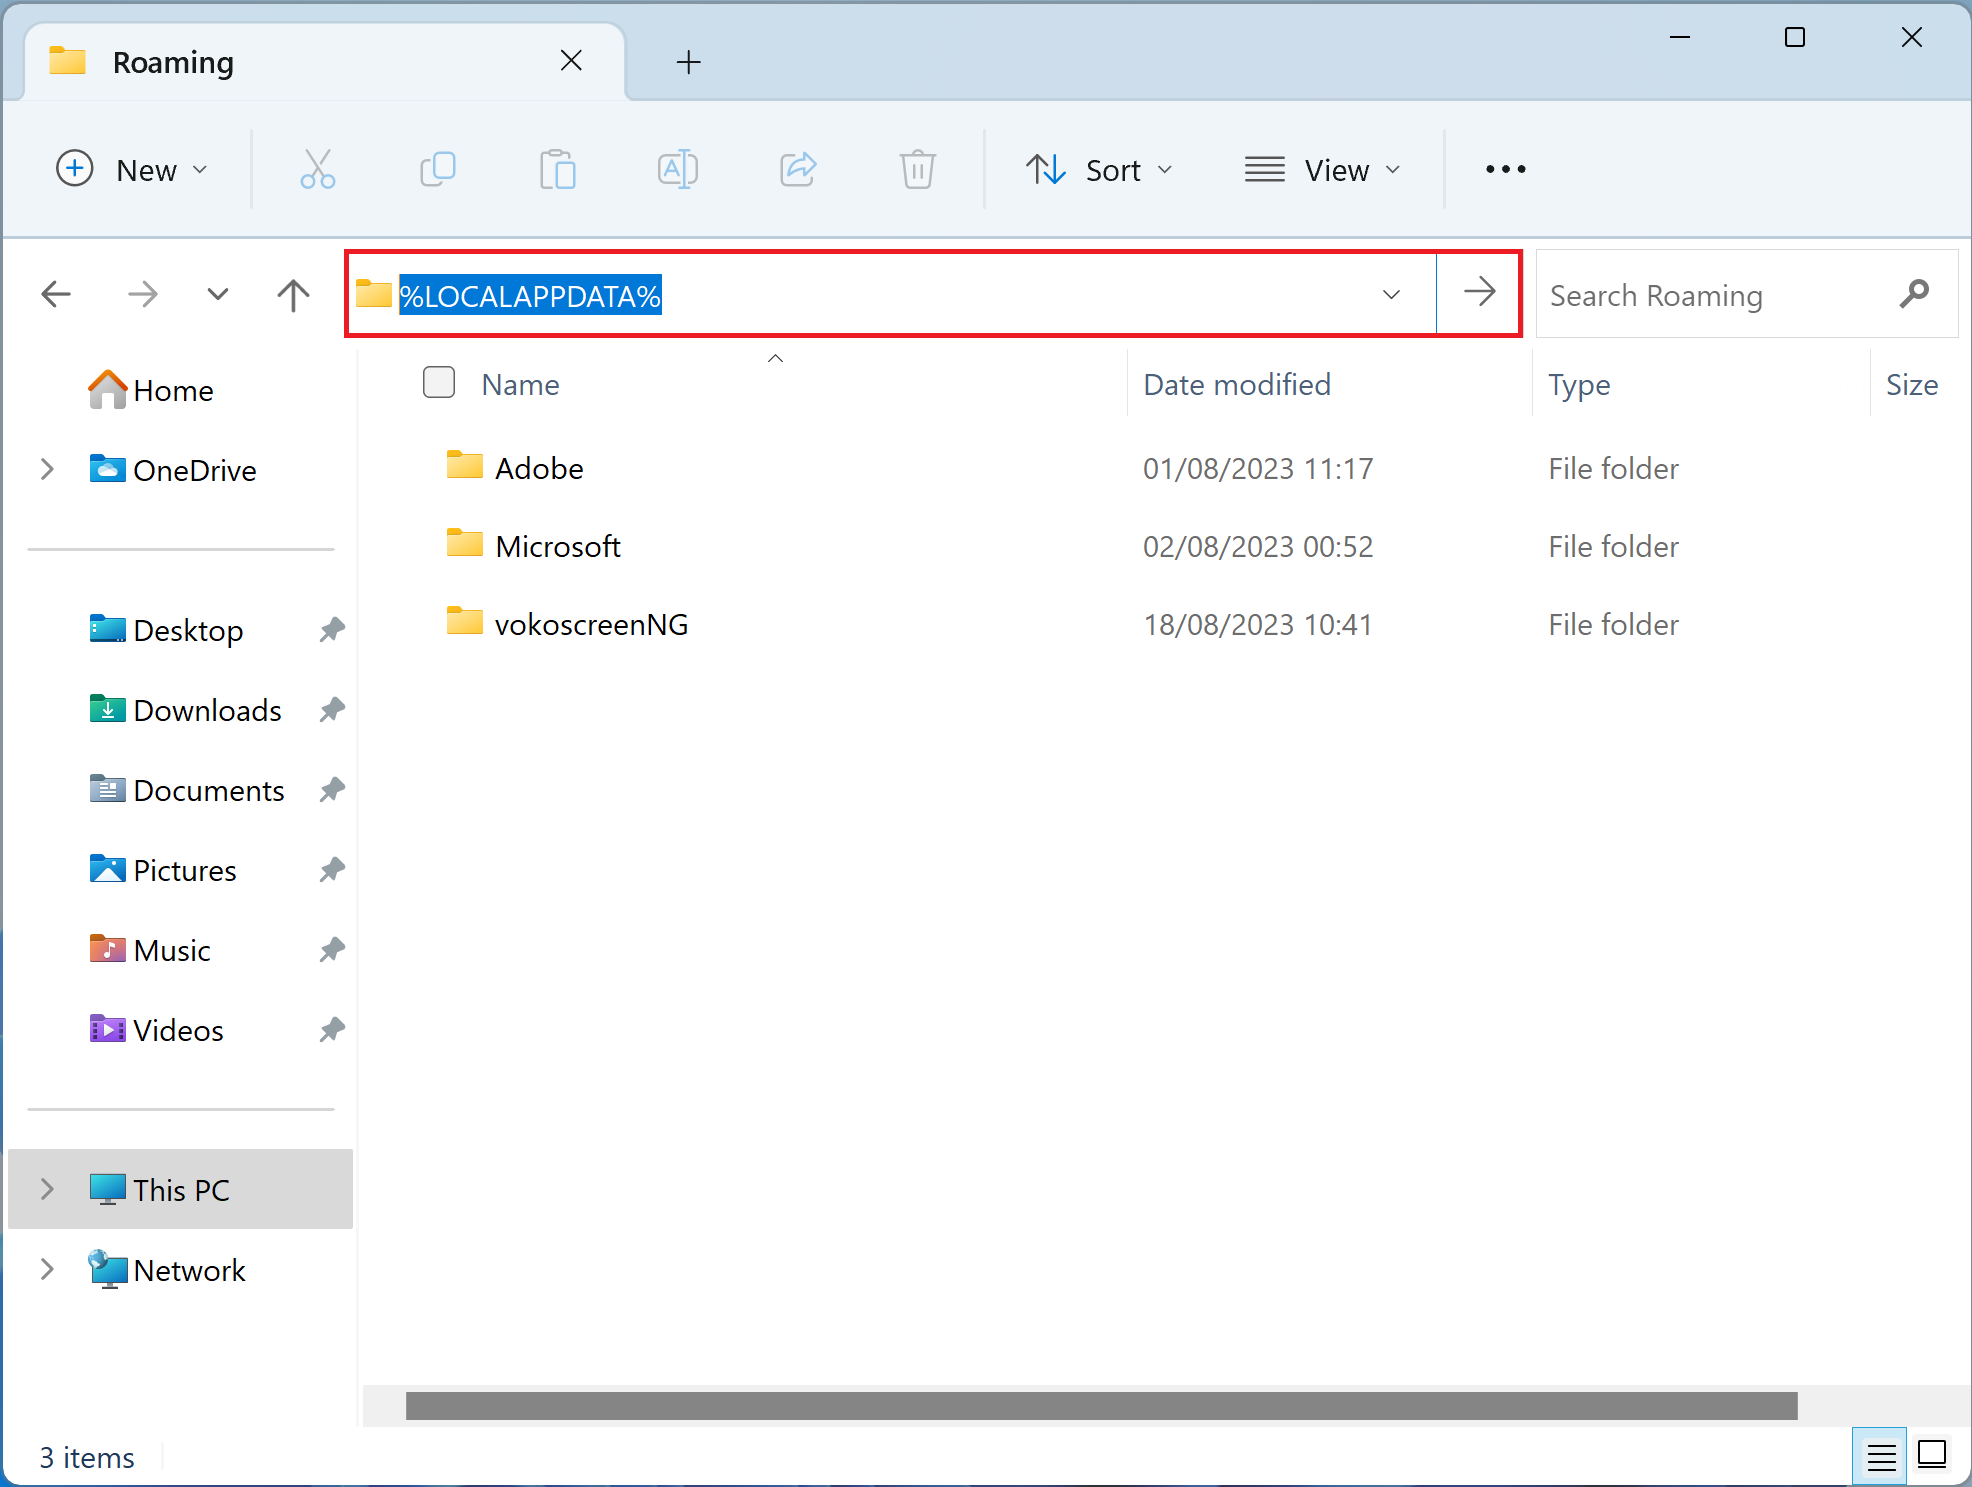 Roaming
New
Sort
View
%LOCALAPPDATA%
Search Roaming
Name Date modified Type Size
Home
OneDrive
Adobe 01/08/2023 11:17 File folder
Microsoft 02/08/2023 00:52 File folder
vokoscreenNG 18/08/2023 10:41 File folder
Desktop
Downloads
Documents
Pictures
Music
Videos
This PC
Network
3 items